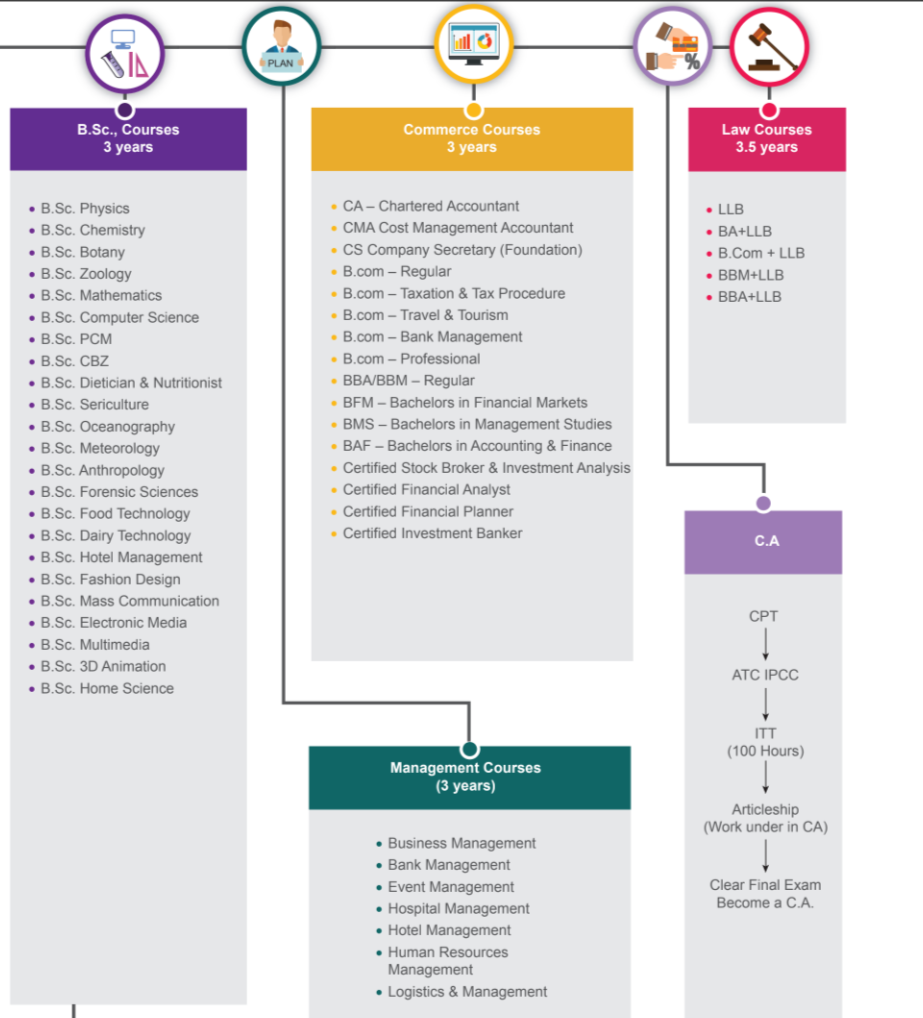 PLAN
%
B.Sc., Courses
3 years
B.Sc. Physics
B.Sc. Chemistry
B.Sc. Botany
B.Sc. Zoology
B.Sc. Mathematics
B.Sc. Computer Science
B.Sc. PCM
B.Sc. CBZ
B.Sc. Dietician & Nutritionist
B.Sc. Sericulture
B.Sc. Oceanography
B.Sc. Meteorology
B.Sc. Anthropology
B.Sc. Forensic Sciences
B.Sc. Food Technology
B.Sc. Dairy Technology
B.Sc. Hotel Management
B.Sc. Fashion Design
B.Sc. Mass Communication
B.Sc. Electronic Media
B.Sc. Multimedia
B.Sc. 3D Animation
B.Sc. Home Science
Commerce Courses
3 years
CA – Chartered Accountant
CMA Cost Management Accountant
CS Company Secretary (Foundation)
B.com – Regular
B.com – Taxation & Tax Procedure
B.com – Travel & Tourism
B.com – Bank Management
B.com – Professional
BBA/BBM – Regular
BFM – Bachelors in Financial Markets
BMS – Bachelors in Management Studies
BAF – Bachelors in Accounting & Finance
Certified Stock Broker & Investment Analysis
Certified Financial Analyst
Certified Financial Planner
Certified Investment Banker
Management Courses
(3 years)
Business Management
Bank Management
Event Management
Hospital Management
Hotel Management
Human Resources
Management
Logistics & Management
Law Courses
3.5 years
LLB
BA+LLB
B.Com + LLB
BBM+LLB
BBA+LLB
C.A
CPT
ATC IPCC
ITT
(100 Hours)
Articleship
(Work under in CA)
Clear Final Exam
Become a C.A.